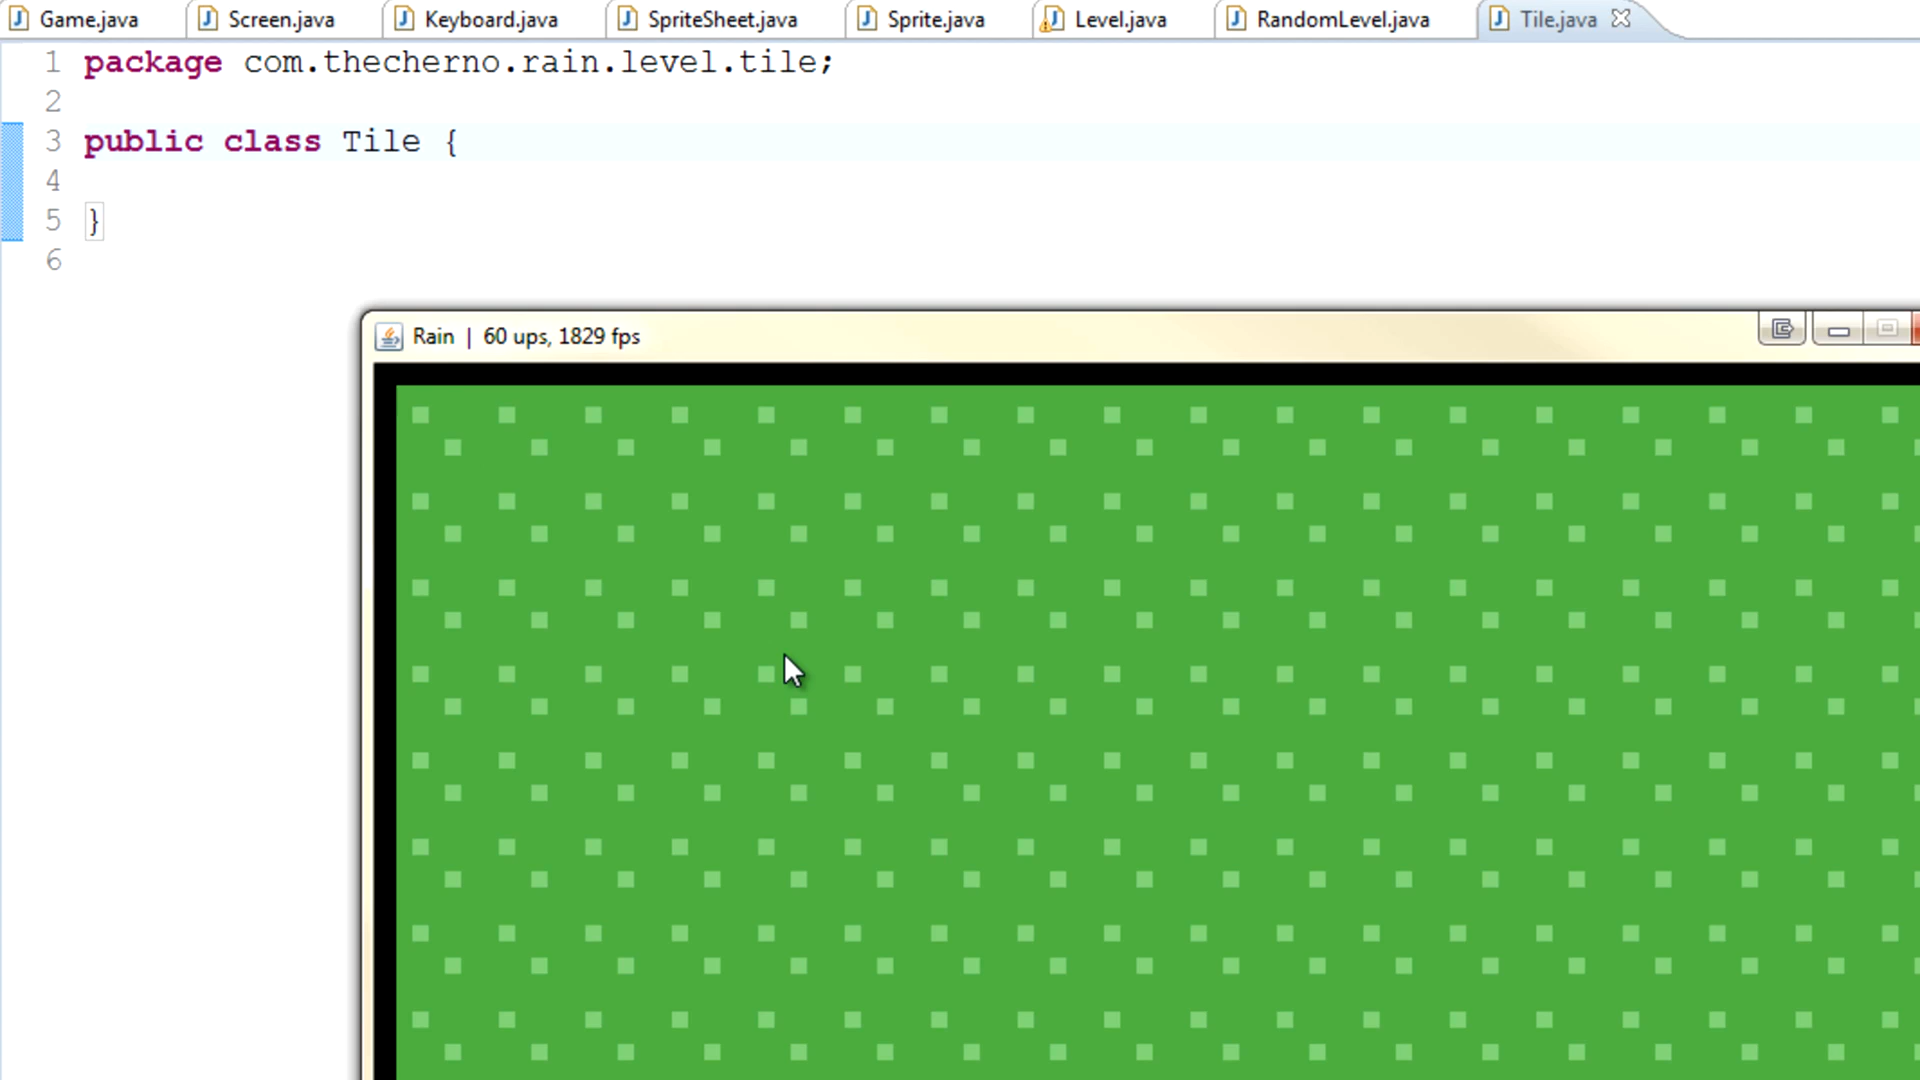 Game.java Screen.java Keyboard.java SpriteSheet.java Sprite.java Level.java RandomLevel.java Tile.java
1 package com.thecherno.rain.level.tile;
2
3 public class Tile {
4
5 }
6
Rain | 60 ups, 1829 fps